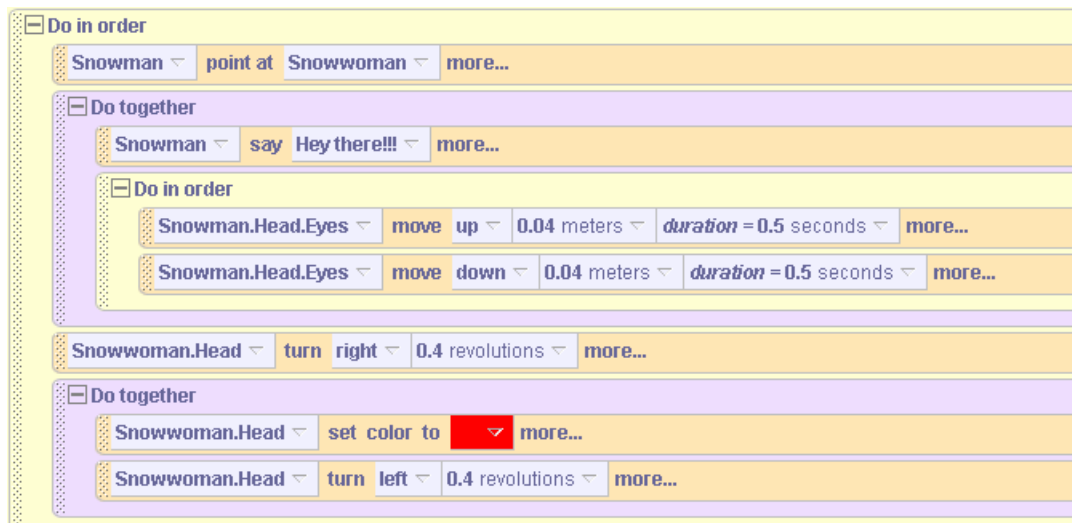 Do in order
Snowman point at Snowwoman more...
Do together
Snowman say Hey there!!! more...
Do in order
Snowman.Head.Eyes move up 0.04 meters duration = 0.5 seconds more...
Snowman.Head.Eyes move down 0.04 meters duration = 0.5 seconds more...
Snowwoman.Head turn right 0.4 revolutions more...
Do together
Snowwoman.Head set color to more...
Snowwoman.Head turn left 0.4 revolutions more...